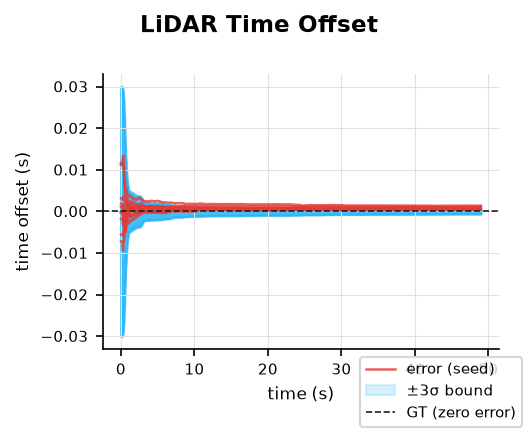 LiDAR Time Offset
0.03
0.02
0.01
0.00
−0.01
−0.02
−0.03
time offset (s)
0 10 20 30
time (s)
error (seed)
±3σ bound
GT (zero error)